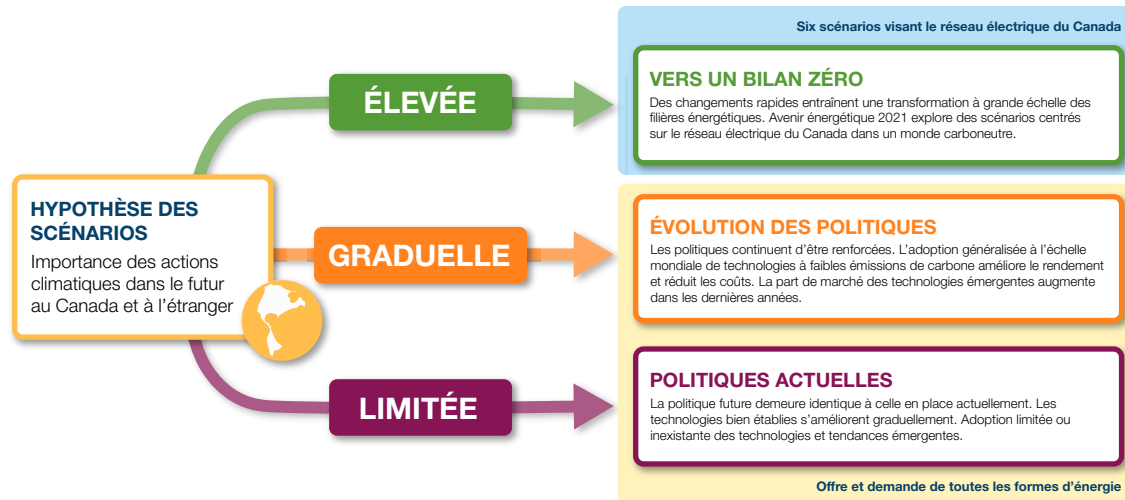 Six scénarios visant le réseau électrique du Canada
HYPOTHÈSE DES
SCÉNARIOS
Importance des actions
climatiques dans le futur
au Canada et à l’étranger
ÉLEVÉE
VERS UN BILAN ZÉRO
Des changements rapides entraînent une transformation à grande échelle des
filières énergétiques. Avenir énergétique 2021 explore des scénarios centrés
sur le réseau électrique du Canada dans un monde carboneutre.
GRADUELLE
ÉVOLUTION DES POLITIQUES
Les politiques continuent d’être renforcées. L’adoption généralisée à l’échelle
mondiale de technologies à faibles émissions de carbone améliore le rendement
et réduit les coûts. La part de marché des technologies émergentes augmente
dans les dernières années.
LIMITÉE
POLITIQUES ACTUELLES
La politique future demeure identique à celle en place actuellement. Les
technologies bien établies s’améliorent graduellement. Adoption limitée ou
inexistante des technologies et tendances émergentes.
Offre et demande de toutes les formes d’énergie